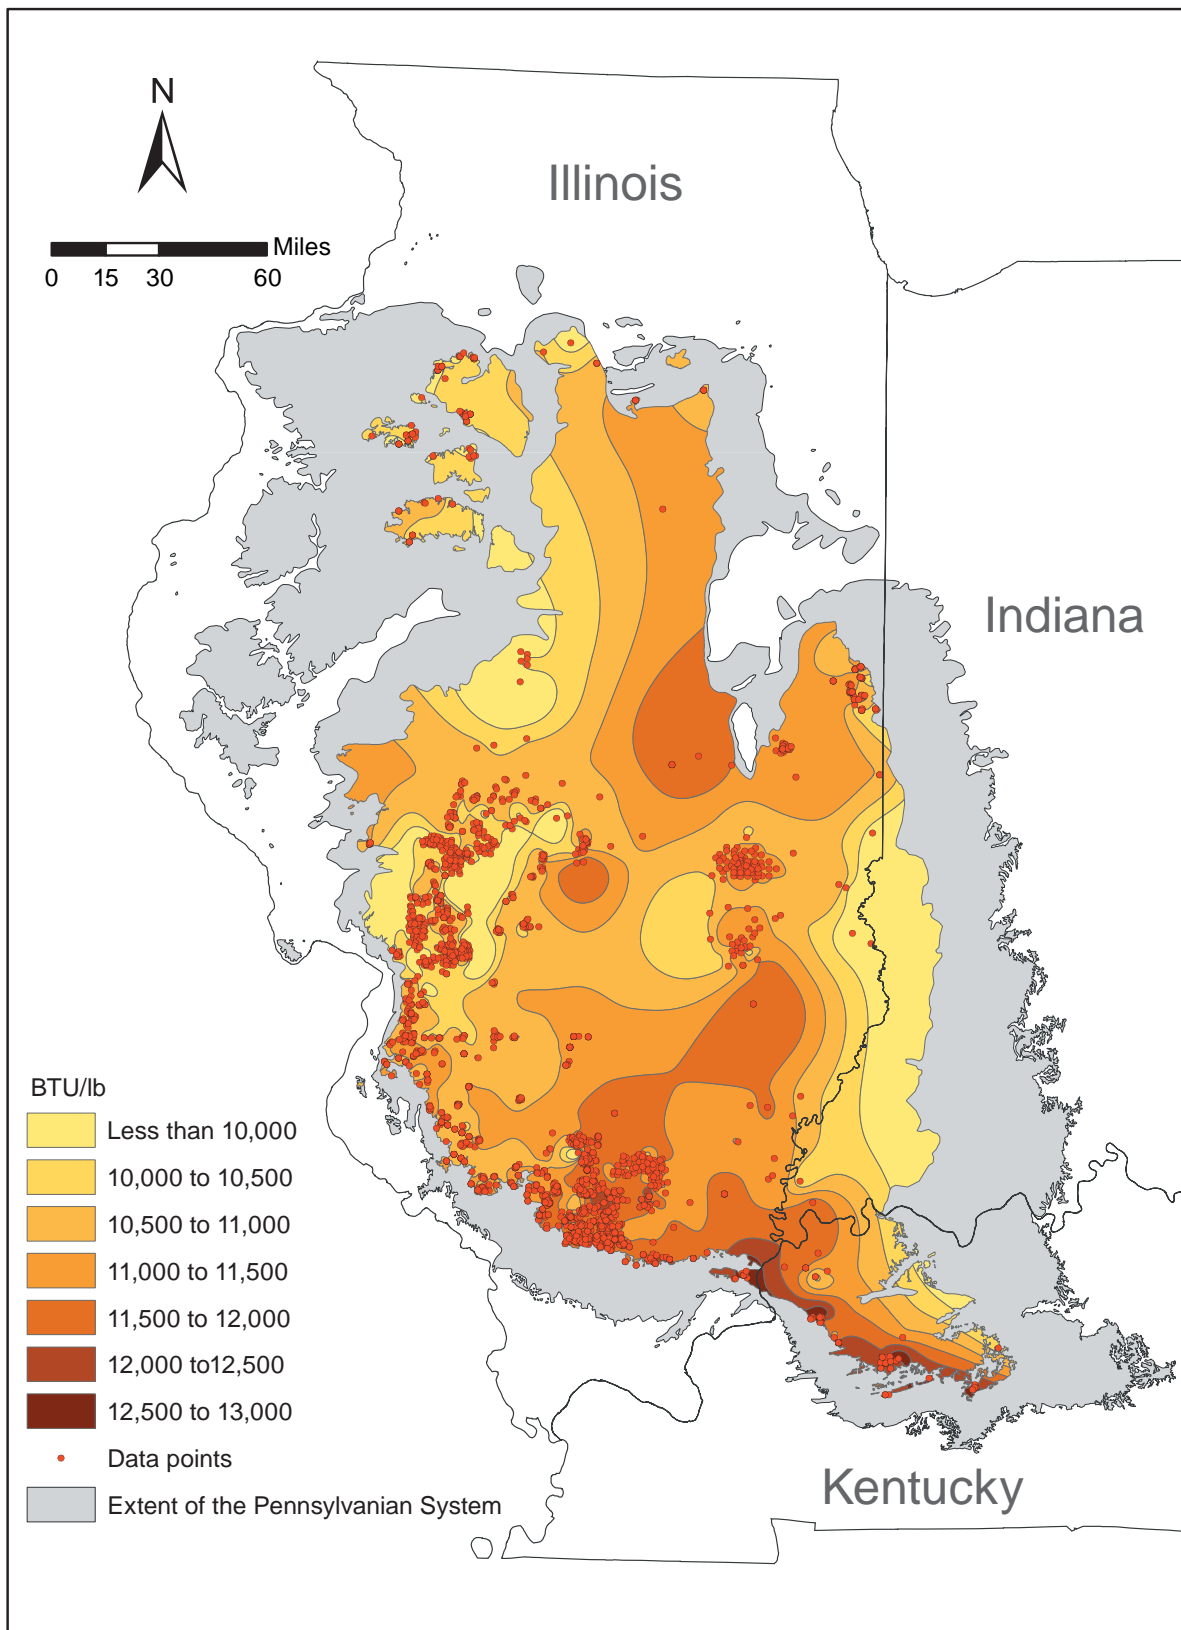 N
Illinois
Miles
0 15 30 60
Indiana
BTU/lb
Less than 10,000
10,000 to 10,500
10,500 to 11,000
11,000 to 11,500
11,500 to 12,000
12,000 to12,500
12,500 to 13,000
Data points
Extent of the Pennsylvanian System
Kentucky